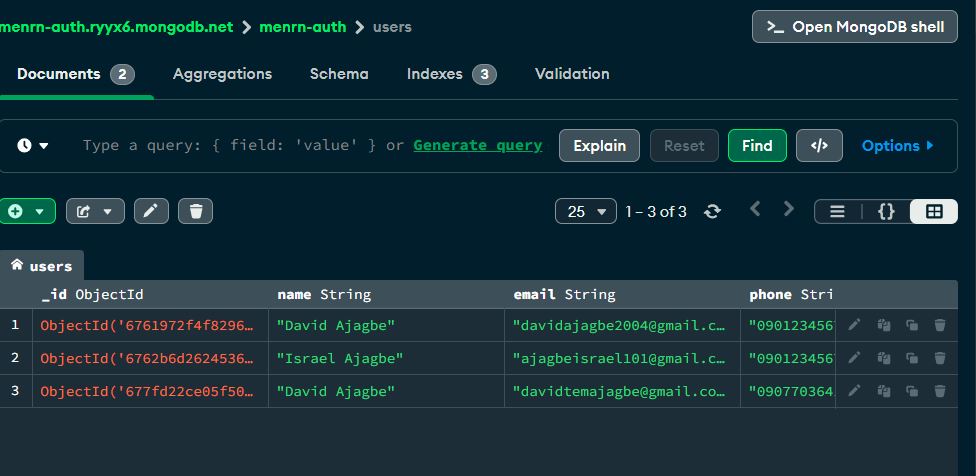 menrn-auth.ryyx6.mongodb.net > menrn-auth > users
>_ Open MongoDB shell
Documents 2 Aggregations Schema Indexes 3 Validation
Type a query: { field: 'value' } or Generate query Explain Reset Find </> Options
25 1 – 3 of 3 {}
users
_id ObjectId name String email String phone Stri
1 ObjectId('6761972f4f8296… "David Ajagbe" "davidajagbe2004@gmail.c… "090123456
2 ObjectId('6762b6d2624536… "Israel Ajagbe" "ajagbeisrael101@gmail.c… "090123456
3 ObjectId('677fd22ce05f50… "David Ajagbe" "davidtemajagbe@gmail.co… "090770364